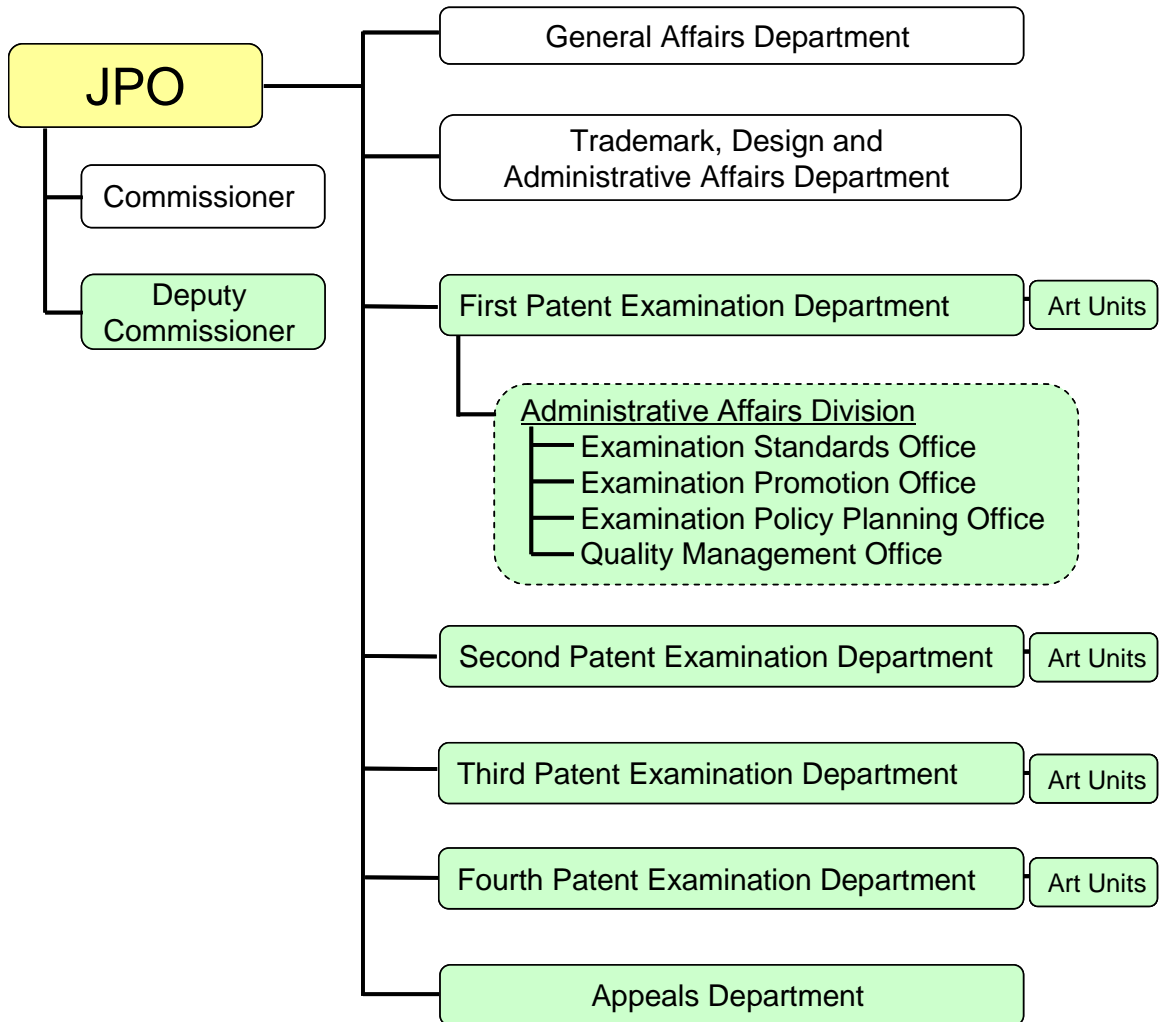 JPO
Commissioner
Deputy
Commissioner
General Affairs Department
Trademark, Design and
Administrative Affairs Department
First Patent Examination Department
Art Units
Administrative Affairs Division
Examination Standards Office
Examination Promotion Office
Examination Policy Planning Office
Quality Management Office
Second Patent Examination Department
Art Units
Third Patent Examination Department
Art Units
Fourth Patent Examination Department
Art Units
Appeals Department